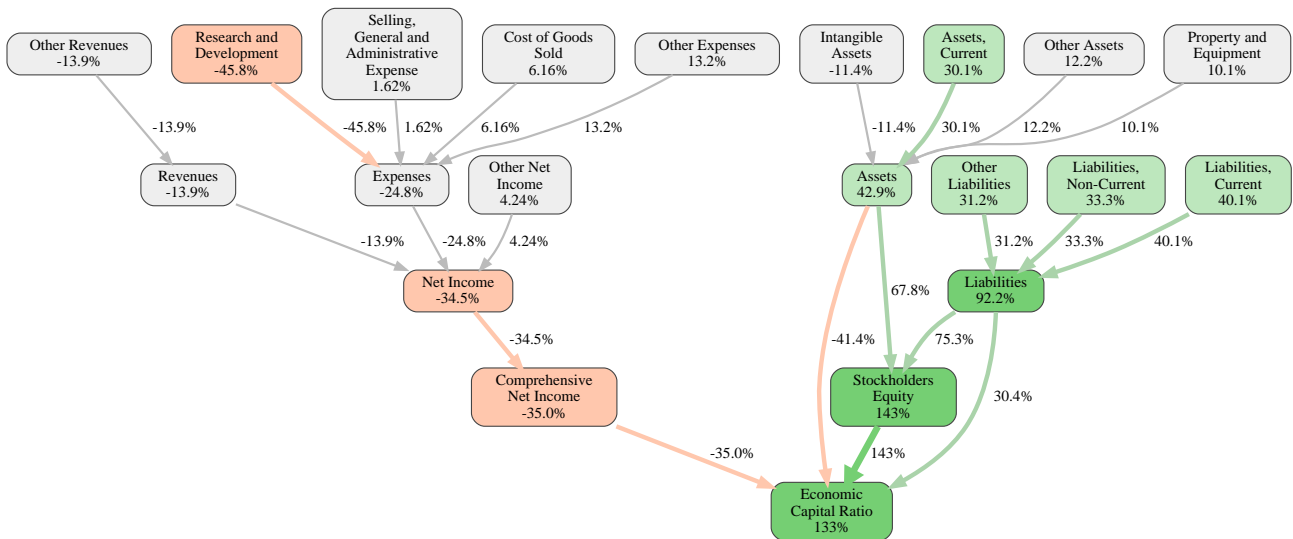 Other Revenues
-13.9%
Research and
Development
-45.8%
Selling,
General and
Administrative
Expense
1.62%
Cost of Goods
Sold
6.16%
Other Expenses
13.2%
Intangible
Assets
-11.4%
Assets,
Current
30.1%
Other Assets
12.2%
Property and
Equipment
10.1%
-13.9%
-45.8%
1.62%
6.16%
13.2%
-11.4%
30.1%
12.2%
10.1%
Revenues
-13.9%
Expenses
-24.8%
Other Net
Income
4.24%
Assets
42.9%
Other
Liabilities
31.2%
Liabilities,
Non-Current
33.3%
Liabilities,
Current
40.1%
-13.9%
-24.8%
4.24%
31.2%
33.3%
40.1%
Net Income
-34.5%
67.8%
Liabilities
92.2%
-34.5%
-41.4%
75.3%
Comprehensive
Net Income
-35.0%
Stockholders
Equity
143%
30.4%
-35.0%
143%
Economic
Capital Ratio
133%